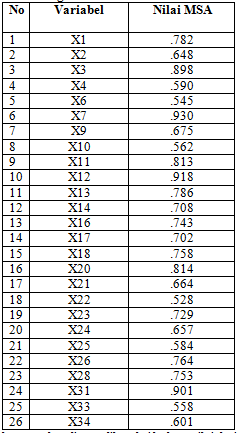 No Variabel Nilai MSA
1 X1 .782
2 X2 .648
3 X3 .898
4 X4 .590
5 X6 .545
6 X7 .930
7 X9 .675
8 X10 .562
9 X11 .813
10 X12 .918
11 X13 .786
12 X14 .708
13 X16 .743
14 X17 .702
15 X18 .758
16 X20 .814
17 X21 .664
18 X22 .528
19 X23 .729
20 X24 .657
21 X25 .584
22 X26 .764
23 X28 .753
24 X31 .901
25 X33 .558
26 X34 .601